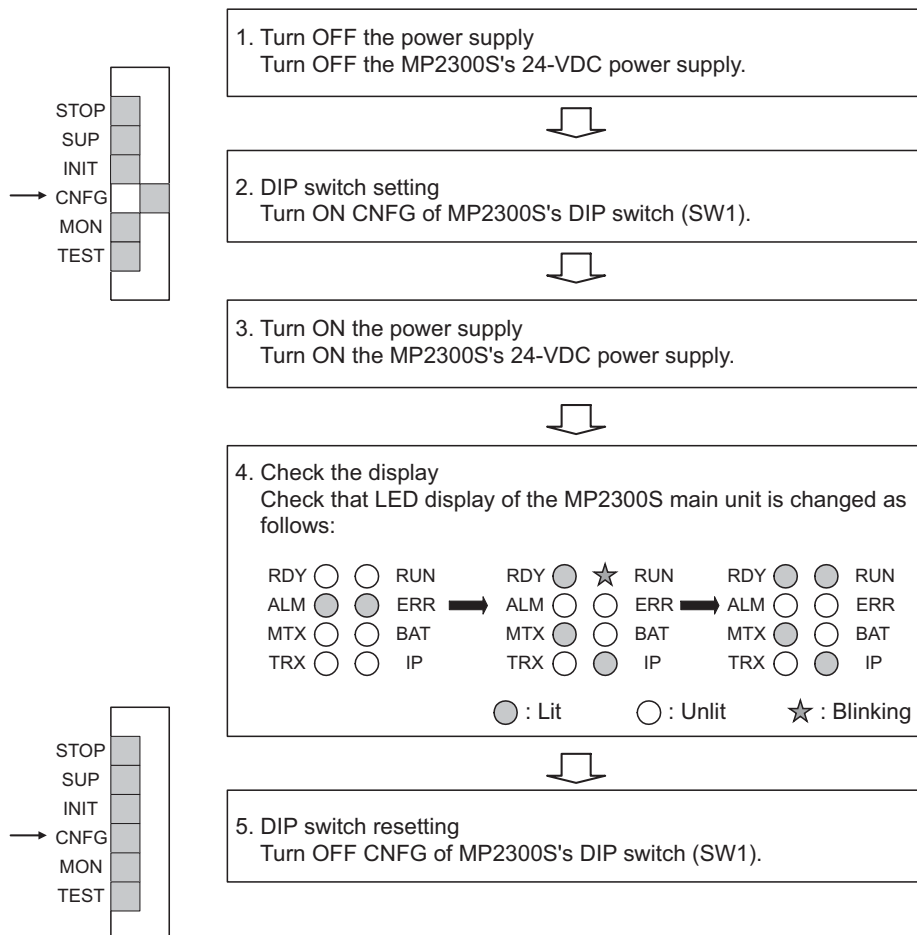 1. Turn OFF the power supply
Turn OFF the MP2300S's 24-VDC power supply.
STOP
SUP
INIT
CNFG
MON
TEST
2. DIP switch setting
Turn ON CNFG of MP2300S's DIP switch (SW1).
3. Turn ON the power supply
Turn ON the MP2300S's 24-VDC power supply.
4. Check the display
Check that LED display of the MP2300S main unit is changed as
follows:
RDY RUN RDY RUN RDY RUN
ALM ERR ALM ERR ALM ERR
MTX BAT MTX BAT MTX BAT
TRX IP TRX IP TRX IP
: Lit : Unlit : Blinking
STOP
SUP
INIT
CNFG
MON
TEST
5. DIP switch resetting
Turn OFF CNFG of MP2300S's DIP switch (SW1).